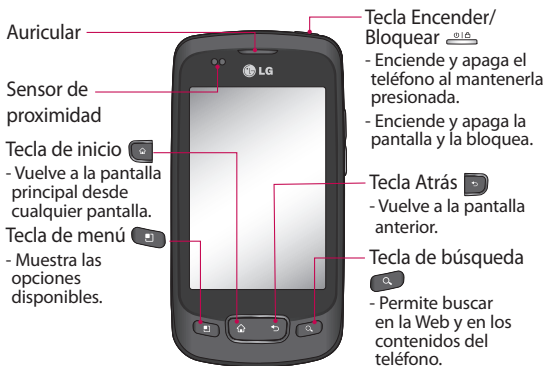 Auricular
Sensor de
proximidad
Tecla de inicio
- Vuelve a la pantalla
principal desde
cualquier pantalla.
Tecla de menú
- Muestra las
opciones
disponibles.
LG
Tecla Encender/
Bloquear
- Enciende y apaga el
teléfono al mantenerla
presionada.
- Enciende y apaga la
pantalla y la bloquea.
Tecla Atrás
- Vuelve a la pantalla
anterior.
Tecla de búsqueda
- Permite buscar
en la Web y en los
contenidos del
teléfono.